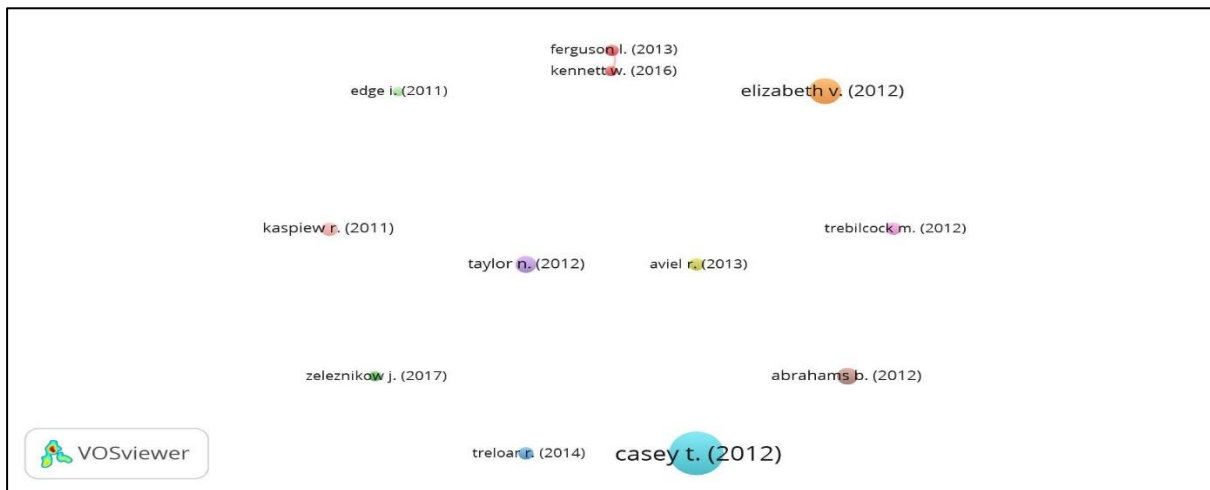 ferguson l. (2013)
kennett w. (2016)
edge i. (2011)
elizabeth v. (2012)
kaspiew r. (2011)
trebilcock m. (2012)
taylor n. (2012)
aviel r. (2013)
zeleznikow j. (2017)
abrahams b. (2012)
treloar r. (2014)
casey t. (2012)
VOSviewer